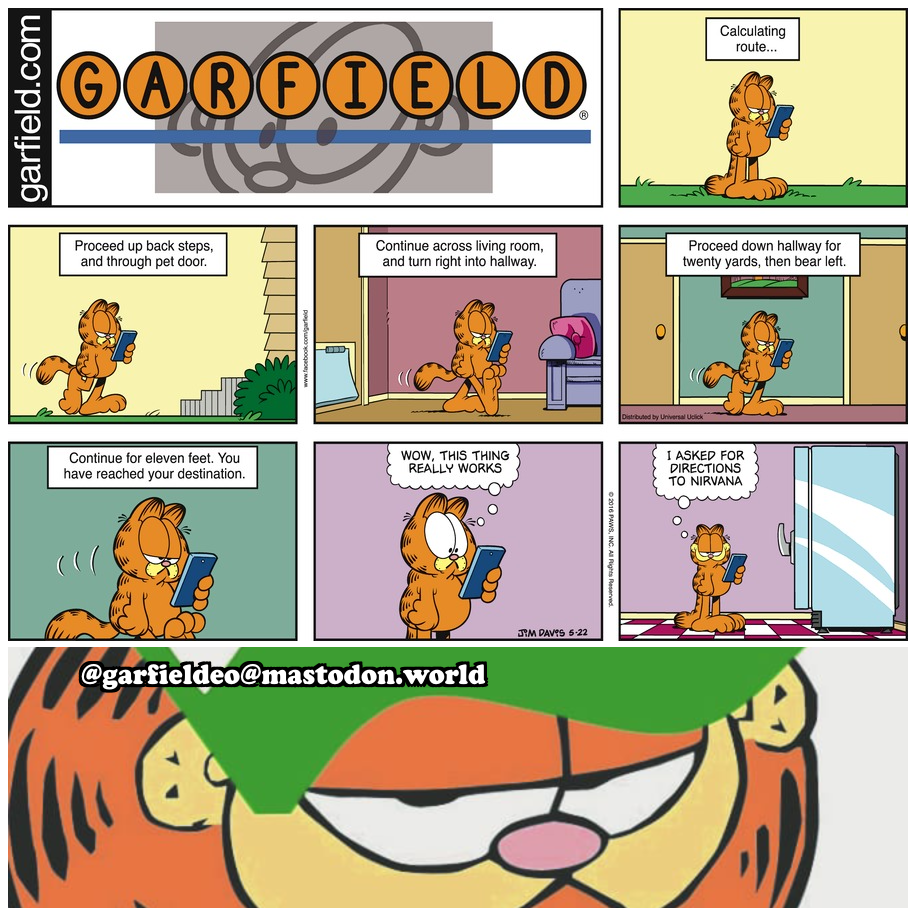 garfield.com
GARFIELD
®
Calculating
route...
Proceed up back steps,
and through pet door.
www.facebook.com/garfield
Continue across living room,
and turn right into hallway.
Proceed down hallway for
twenty yards, then bear left.
Distributed by Universal Uclick
Continue for eleven feet. You
have reached your destination.
WOW, THIS THING
REALLY WORKS
JIM DAVIS 5-22
© 2016 PAWS, INC. All Rights Reserved.
I ASKED FOR
DIRECTIONS
TO NIRVANA
@garfieldeo@mastodon.world